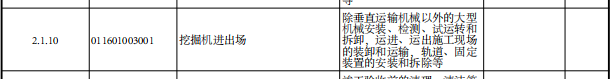 等
2.1.10 011601003001 挖掘机进出场 除垂直运输机械以外的大型
机械安装、检测、试运转和
拆卸，运进、运出施工现场
的装卸和运输，轨道、固定
装置的安装和拆除等